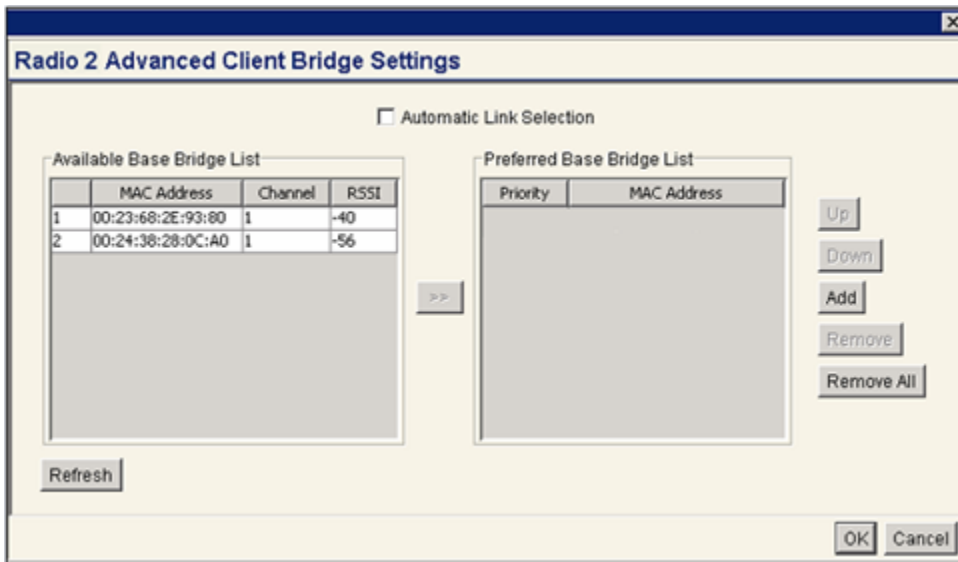 Radio 2 Advanced Client Bridge Settings
Automatic Link Selection
Available Base Bridge List
MAC Address Channel RSSI
1 00:23:68:2E:93:80 1 -40
2 00:24:38:28:0C:A0 1 -56
>>
Preferred Base Bridge List
Priority MAC Address
Up
Down
Add
Remove
Remove All
Refresh
OK Cancel